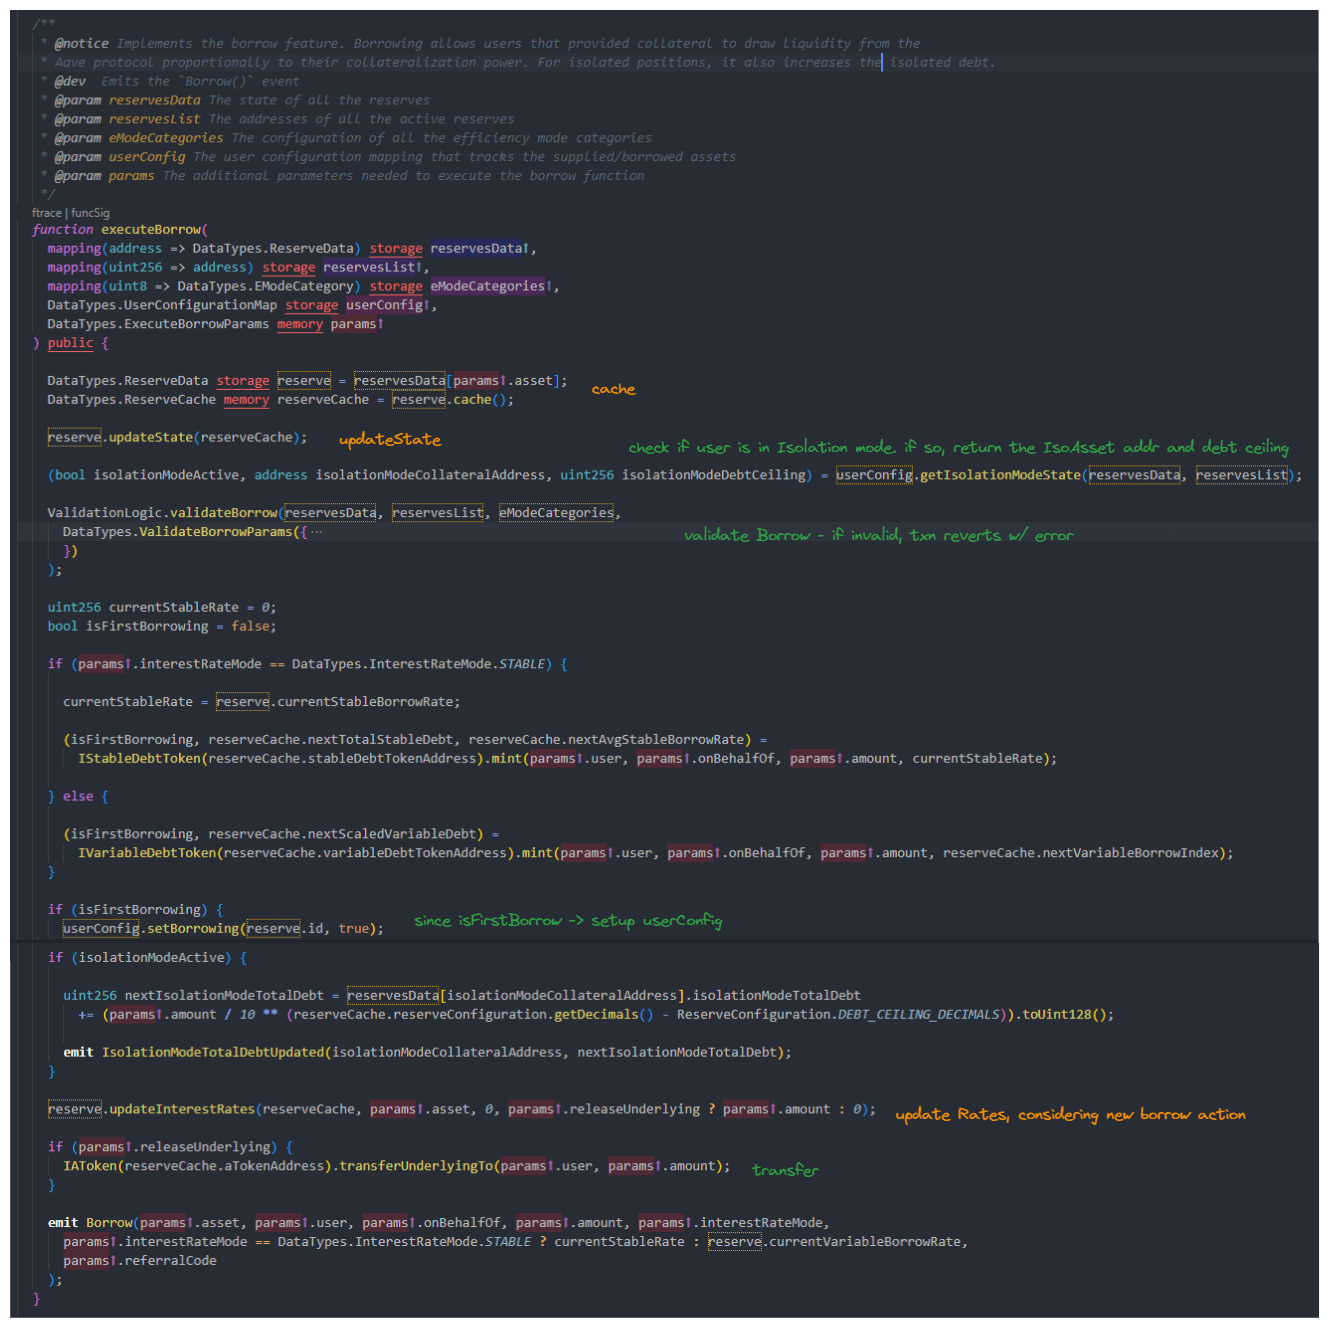 /**
* @notice Implements the borrow feature. Borrowing allows users that provided collateral to draw liquidity from the
* Aave protocol proportionally to their collateralization power. For isolated positions, it also increases the isolated debt.
* @dev  Emits the `Borrow()` event
* @param reservesData The state of all the reserves
* @param reservesList The addresses of all the active reserves
* @param eModeCategories The configuration of all the efficiency mode categories
* @param userConfig The user configuration mapping that tracks the supplied/borrowed assets
* @param params The additional parameters needed to execute the borrow function
*/
ftrace | funcSig
function executeBorrow(
mapping(address => DataTypes.ReserveData) storage reservesData↑,
mapping(uint256 => address) storage reservesList↑,
mapping(uint8 => DataTypes.EModeCategory) storage eModeCategories↑,
DataTypes.UserConfigurationMap storage userConfig↑,
DataTypes.ExecuteBorrowParams memory params↑
) public {
DataTypes.ReserveData storage reserve = reservesData[params↑.asset];
cache
DataTypes.ReserveCache memory reserveCache = reserve.cache();
reserve.updateState(reserveCache); updateState
check if user is in Isolation mode. if so, return the IsoAsset addr and debt ceiling
(bool isolationModeActive, address isolationModeCollateralAddress, uint256 isolationModeDebtCeiling) = userConfig.getIsolationModeState(reservesData, reservesList);
ValidationLogic.validateBorrow(reservesData, reservesList, eModeCategories,
DataTypes.ValidateBorrowParams({ ⋯ validate Borrow - if invalid, txn reverts w/ error
})
);
uint256 currentStableRate = 0;
bool isFirstBorrowing = false;
if (params↑.interestRateMode == DataTypes.InterestRateMode.STABLE) {
currentStableRate = reserve.currentStableBorrowRate;
(isFirstBorrowing, reserveCache.nextTotalStableDebt, reserveCache.nextAvgStableBorrowRate) =
IStableDebtToken(reserveCache.stableDebtTokenAddress).mint(params↑.user, params↑.onBehalfOf, params↑.amount, currentStableRate);
} else {
(isFirstBorrowing, reserveCache.nextScaledVariableDebt) =
IVariableDebtToken(reserveCache.variableDebtTokenAddress).mint(params↑.user, params↑.onBehalfOf, params↑.amount, reserveCache.nextVariableBorrowIndex);
}
if (isFirstBorrowing) {
since isFirstBorrow -> setup userConfig
userConfig.setBorrowing(reserve.id, true);
if (isolationModeActive) {
uint256 nextIsolationModeTotalDebt = reservesData[isolationModeCollateralAddress].isolationModeTotalDebt
+= (params↑.amount / 10 ** (reserveCache.reserveConfiguration.getDecimals() - ReserveConfiguration.DEBT_CEILING_DECIMALS)).toUint128();
emit IsolationModeTotalDebtUpdated(isolationModeCollateralAddress, nextIsolationModeTotalDebt);
}
reserve.updateInterestRates(reserveCache, params↑.asset, 0, params↑.releaseUnderlying ? params↑.amount : 0); update Rates, considering new borrow action
if (params↑.releaseUnderlying) {
IAToken(reserveCache.aTokenAddress).transferUnderlyingTo(params↑.user, params↑.amount); transfer
}
emit Borrow(params↑.asset, params↑.user, params↑.onBehalfOf, params↑.amount, params↑.interestRateMode,
params↑.interestRateMode == DataTypes.InterestRateMode.STABLE ? currentStableRate : reserve.currentVariableBorrowRate,
params↑.referralCode
);
}